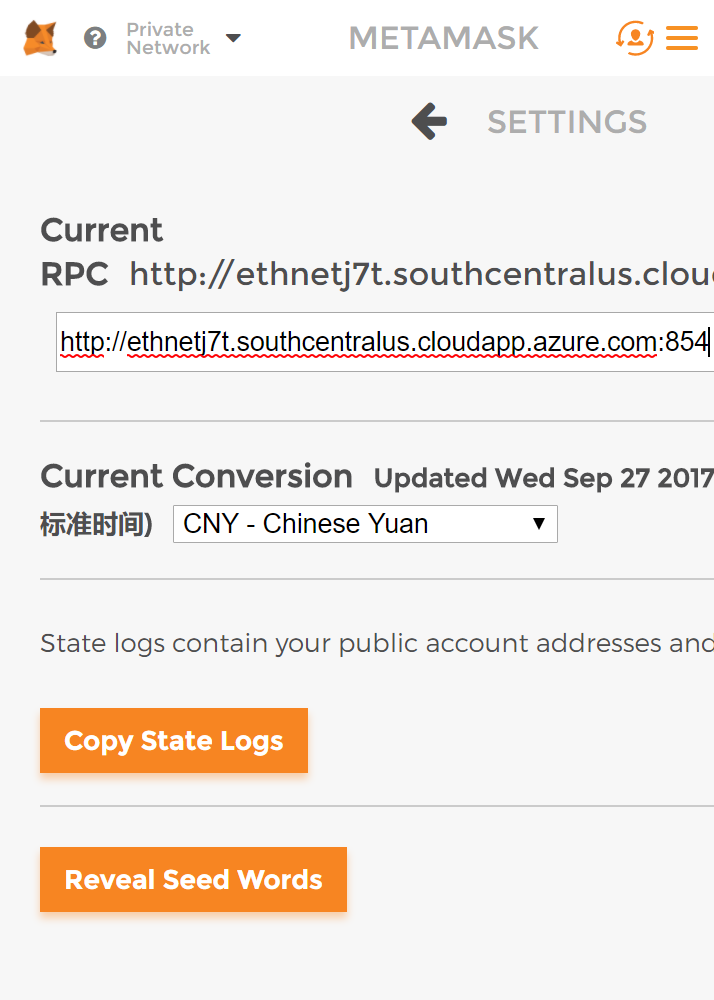 Private
Network
METAMASK
SETTINGS
Current
RPC http://ethnetj7t.southcentralus.clou
http://ethnetj7t.southcentralus.cloudapp.azure.com:854
Current Conversion Updated Wed Sep 27 2017
标准时间)
CNY - Chinese Yuan
State logs contain your public account addresses and
Copy State Logs
Reveal Seed Words